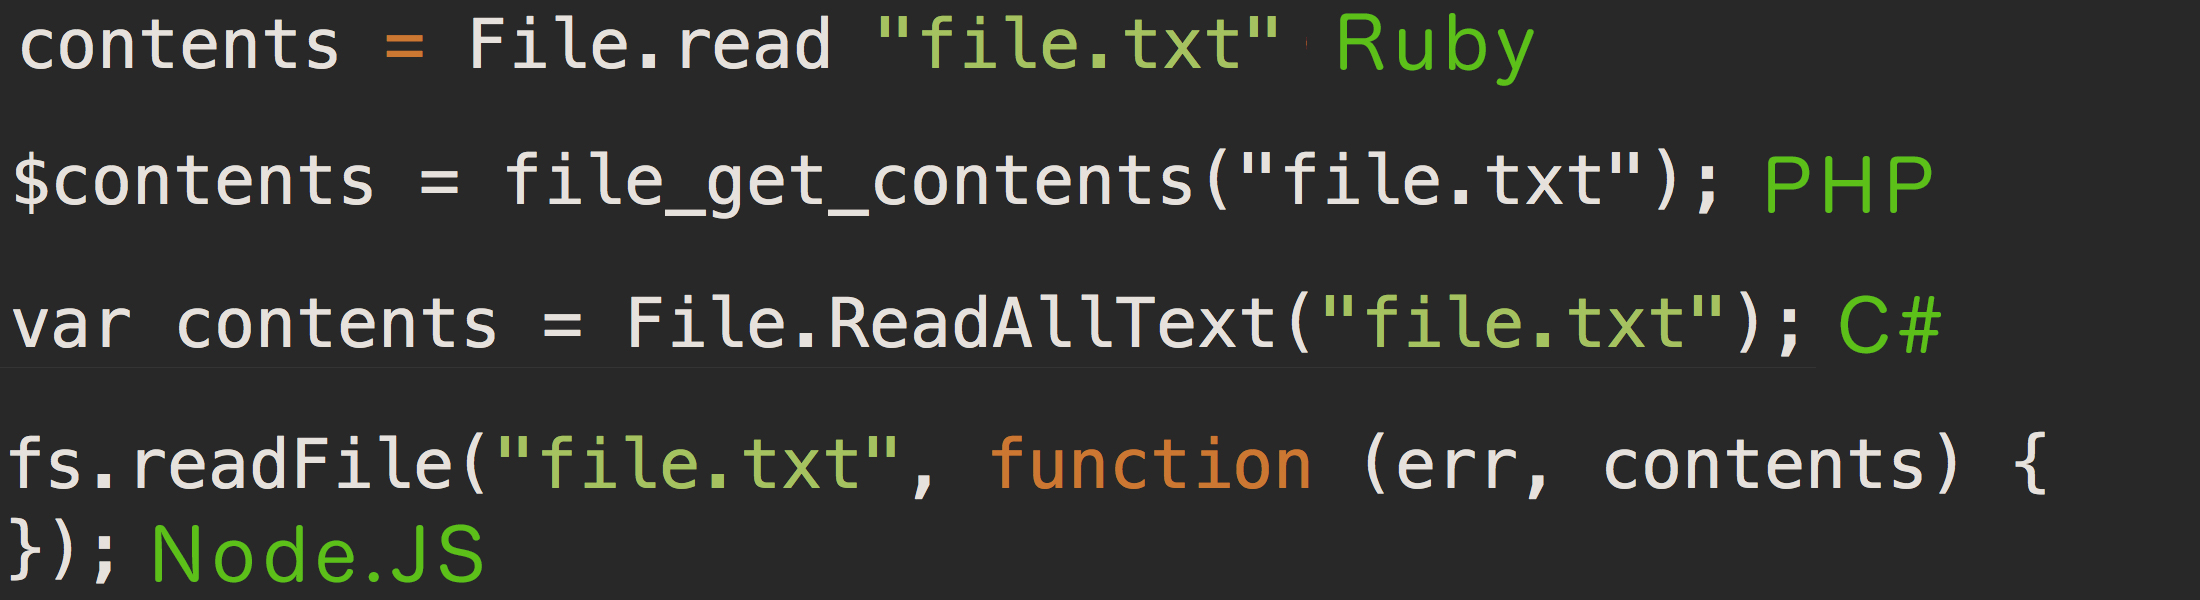 contents = File.read "file.txt" Ruby
$contents = file_get_contents("file.txt"); PHP
var contents = File.ReadAllText("file.txt"); C#
fs.readFile("file.txt", function (err, contents) {
}); Node.JS